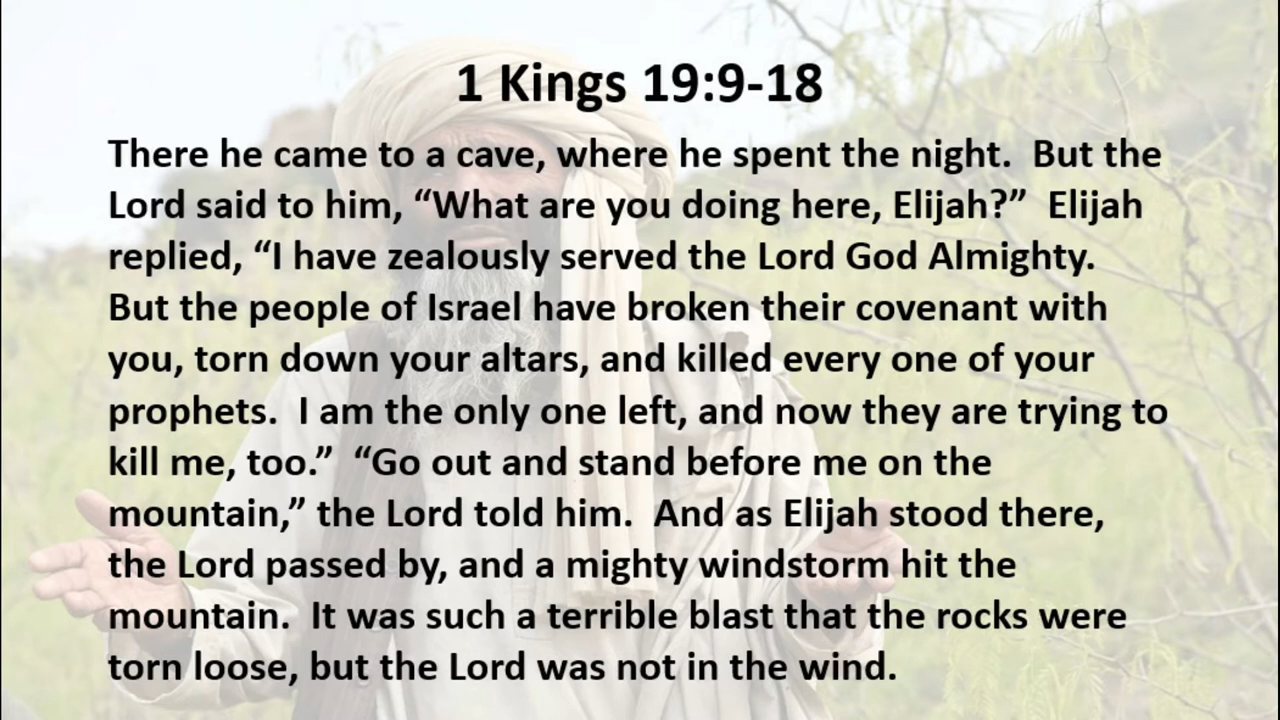 1 Kings 19:9-18
There he came to a cave, where he spent the night.  But the
Lord said to him, “What are you doing here, Elijah?”  Elijah
replied, “I have zealously served the Lord God Almighty.
But the people of Israel have broken their covenant with
you, torn down your altars, and killed every one of your
prophets.  I am the only one left, and now they are trying to
kill me, too.”  “Go out and stand before me on the
mountain,” the Lord told him.  And as Elijah stood there,
the Lord passed by, and a mighty windstorm hit the
mountain.  It was such a terrible blast that the rocks were
torn loose, but the Lord was not in the wind.